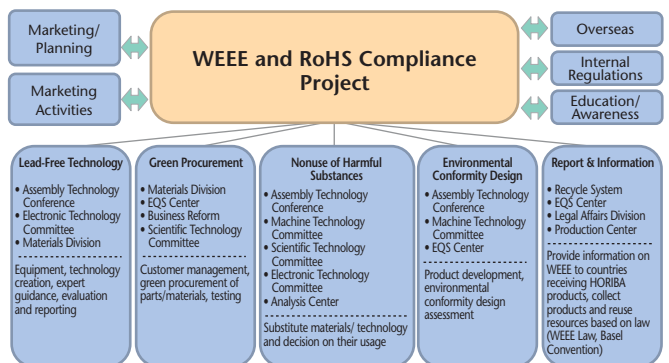 Marketing/
Planning
Marketing
Activities
WEEE and RoHS Compliance
Project
Overseas
Internal
Regulations
Education/
Awareness
Lead-Free Technology
• Assembly Technology
Conference
• Electronic Technology
Committee
• Materials Division
Equipment, technology
creation, expert
guidance, evaluation
and reporting
Green Procurement
• Materials Division
• EQS Center
• Business Reform
• Scientific Technology
Committee
Customer management,
green procurement of
parts/materials, testing
Nonuse of Harmful
Substances
• Assembly Technology
Conference
• Machine Technology
Committee
• Scientific Technology
Committee
• Electronic Technology
Committee
• Analysis Center
Substitute materials/ technology
and decision on their usage
Environmental
Conformity Design
• Assembly Technology
Conference
• Machine Technology
Committee
• EQS Center
Product development,
environmental
conformity design
assessment
Report & Information
• Recycle System
• EQS Center
• Legal Affairs Division
• Production Center
Provide information on
WEEE to countries
receiving HORIBA
products, collect
products and reuse
resources based on law
(WEEE Law, Basel
Convention)